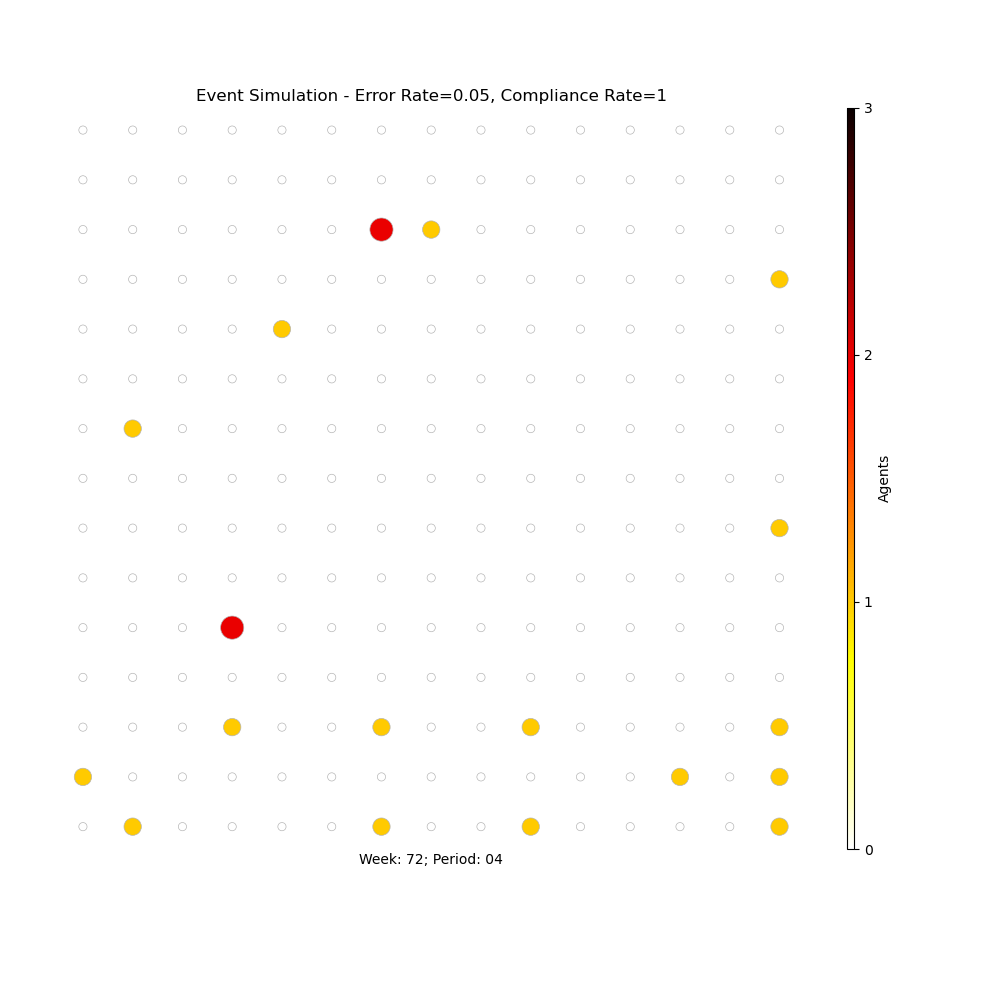 Event Simulation - Error Rate=0.05, Compliance Rate=1
3
2
Agents
1
0
Week: 72; Period: 04